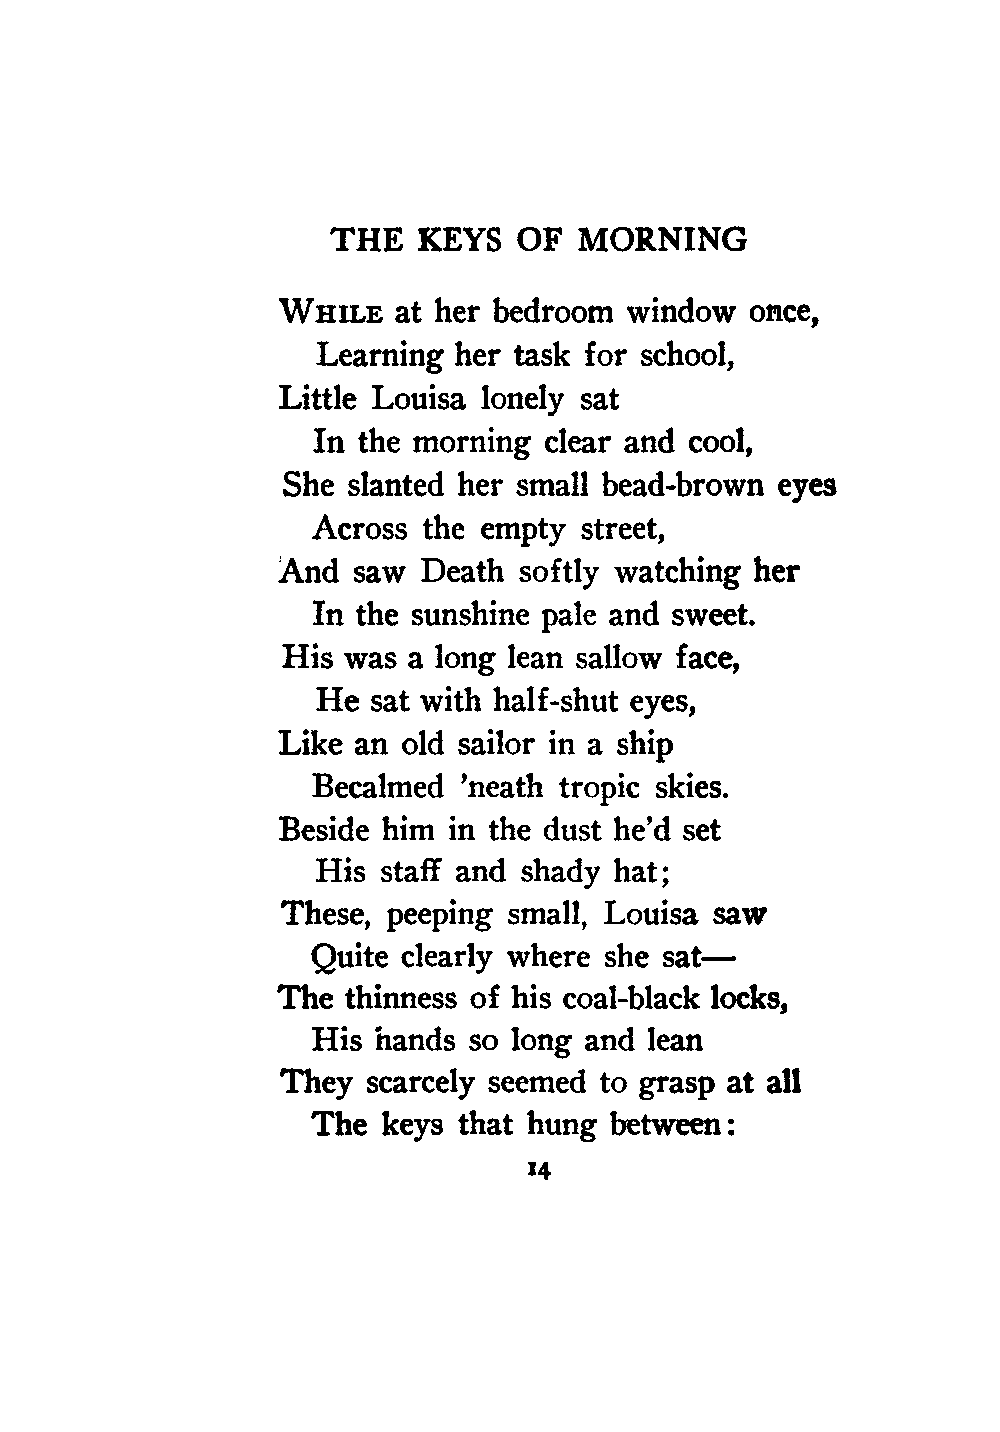 THE KEYS OF MORNING
WHILE at her bedroom window once,
Learning her task for school,
Little Louisa lonely sat
In the morning clear and cool,
She slanted her small bead-brown eyes
Across the empty street,
And saw Death softly watching her
In the sunshine pale and sweet.
His was a long lean sallow face,
He sat with half-shut eyes,
Like an old sailor in a ship
Becalmed 'neath tropic skies.
Beside him in the dust he'd set
His staff and shady hat;
These, peeping small, Louisa saw
Quite clearly where she sat—
The thinness of his coal-black locks,
His hands so long and lean
They scarcely seemed to grasp at all
The keys that hung between:
14